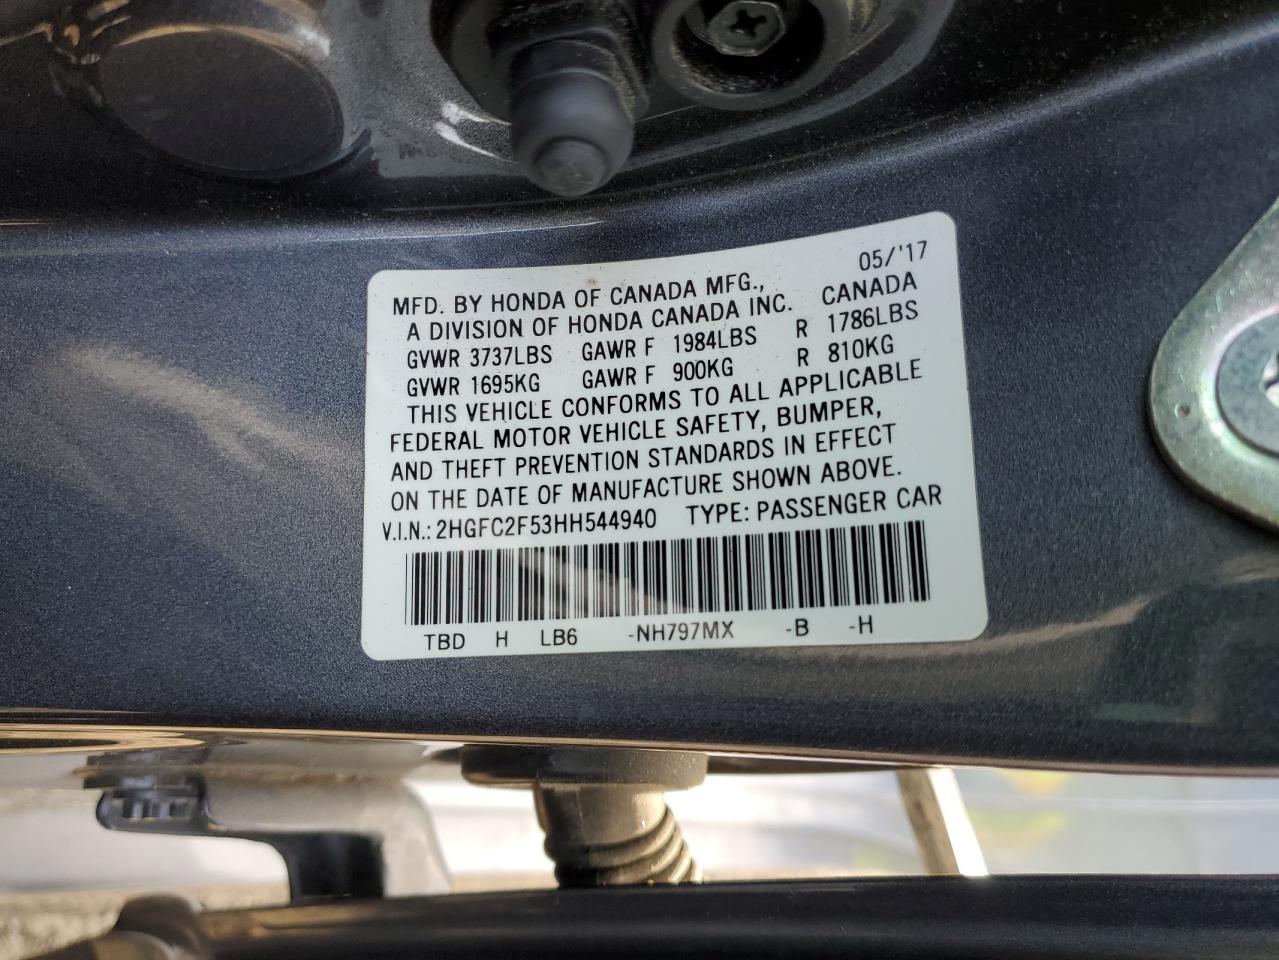 05/'17
MFD. BY HONDA OF CANADA MFG.,
A DIVISION OF HONDA CANADA INC. CANADA
GVWR 3737LBS GAWR F 1984LBS R 1786LBS
GVWR 1695KG GAWR F 900KG R 810KG
THIS VEHICLE CONFORMS TO ALL APPLICABLE
FEDERAL MOTOR VEHICLE SAFETY, BUMPER,
AND THEFT PREVENTION STANDARDS IN EFFECT
ON THE DATE OF MANUFACTURE SHOWN ABOVE.
V.I.N.: 2HGFC2F53HH544940 TYPE: PASSENGER CAR
TBD H LB6 -NH797MX -B -H